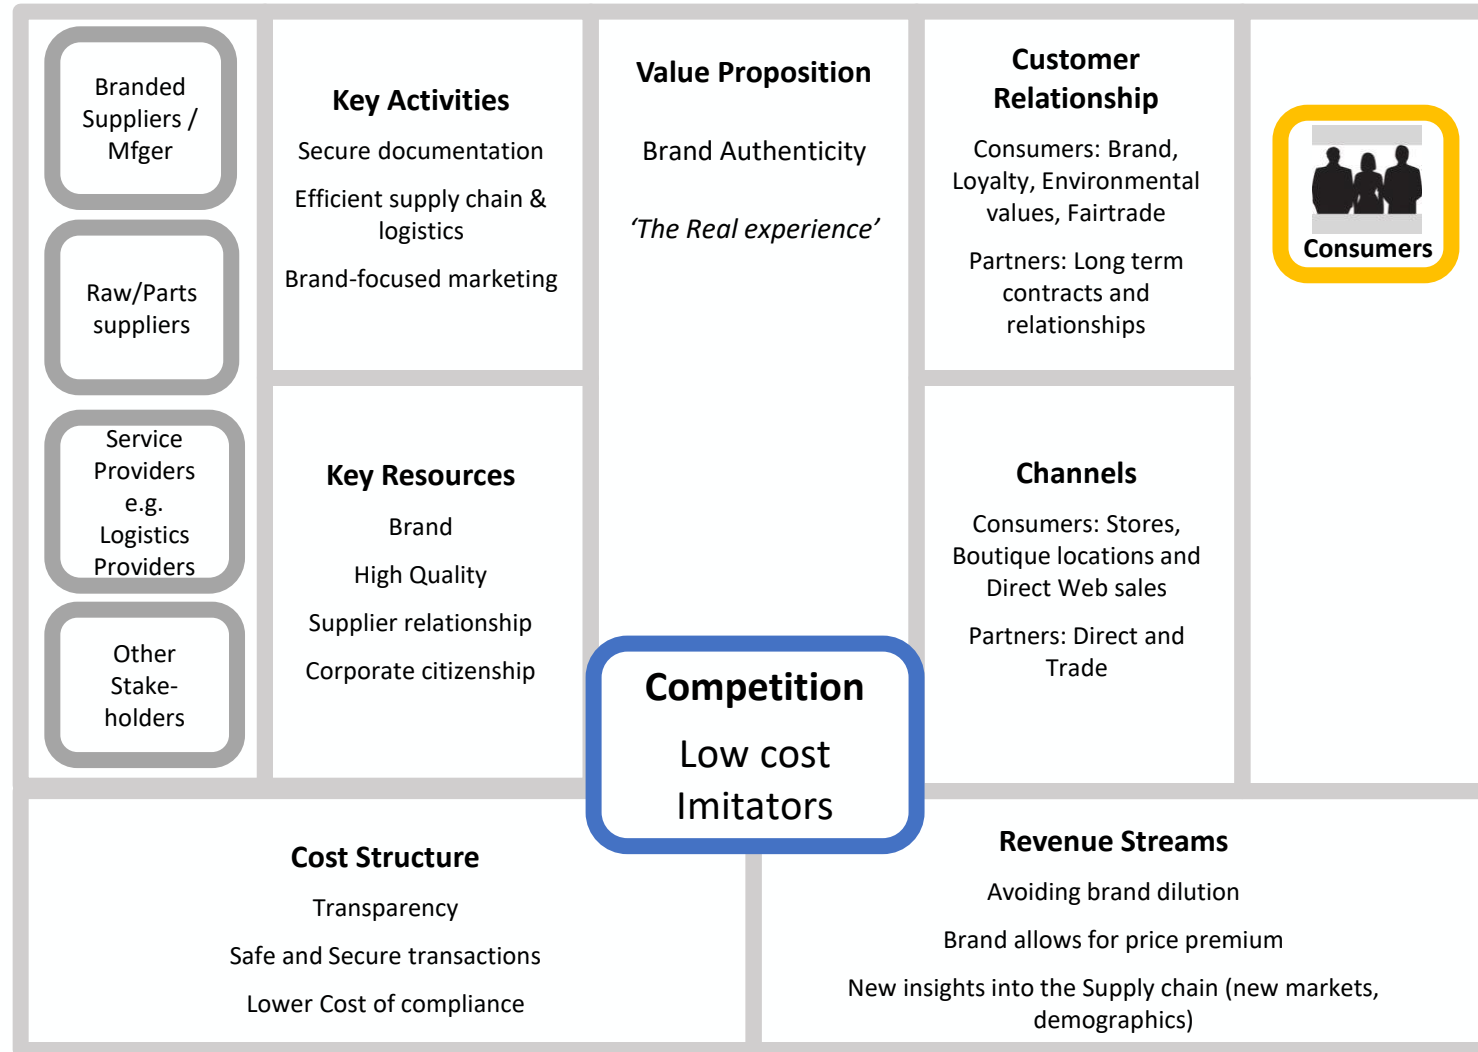 Branded
Suppliers /
Mfger
Raw/Parts
suppliers
Service
Providers
e.g.
Logistics
Providers
Other
Stake-
holders
Key Activities
Secure documentation
Efficient supply chain &
logistics
Brand-focused marketing
Key Resources
Brand
High Quality
Supplier relationship
Corporate citizenship
Value Proposition
Brand Authenticity
‘The Real experience’
Competition
Low cost
Imitators
Customer
Relationship
Consumers: Brand,
Loyalty, Environmental
values, Fairtrade
Partners: Long term
contracts and
relationships
Channels
Consumers: Stores,
Boutique locations and
Direct Web sales
Partners: Direct and
Trade
Consumers
Cost Structure
Transparency
Safe and Secure transactions
Lower Cost of compliance
Revenue Streams
Avoiding brand dilution
Brand allows for price premium
New insights into the Supply chain (new markets,
demographics)